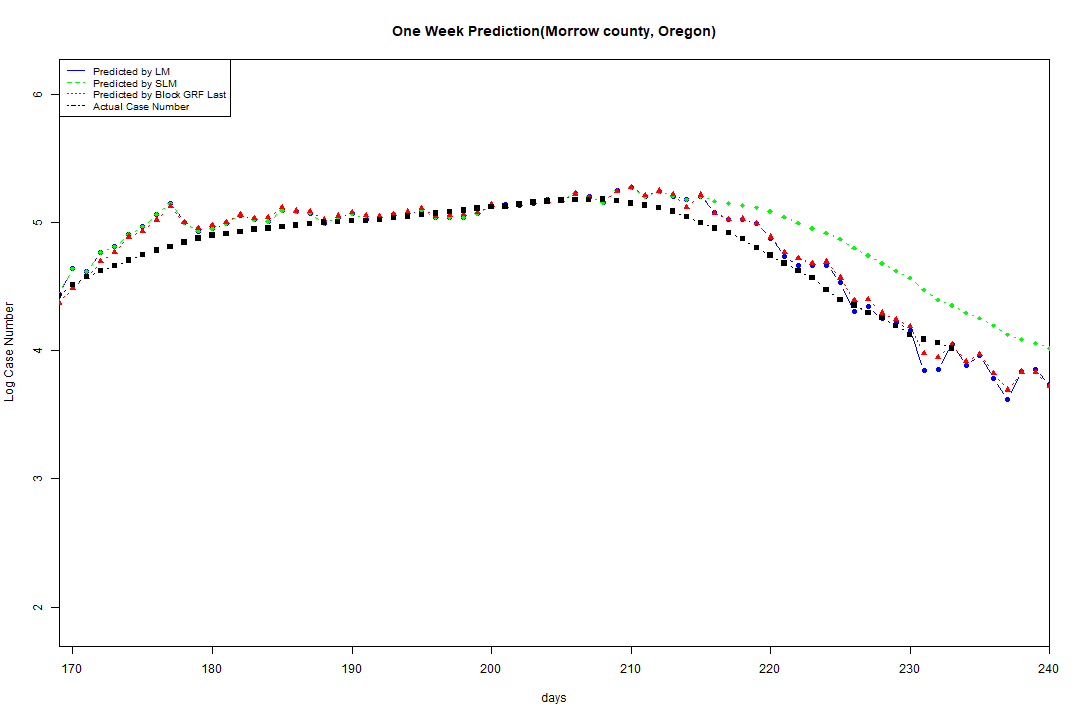 One Week Prediction(Morrow county, Oregon)
Predicted by LM
Predicted by SLM
Predicted by Block GRF Last
Actual Case Number
6
5
4
3
2
Log Case Number
170 180 190 200 210 220 230 240
days